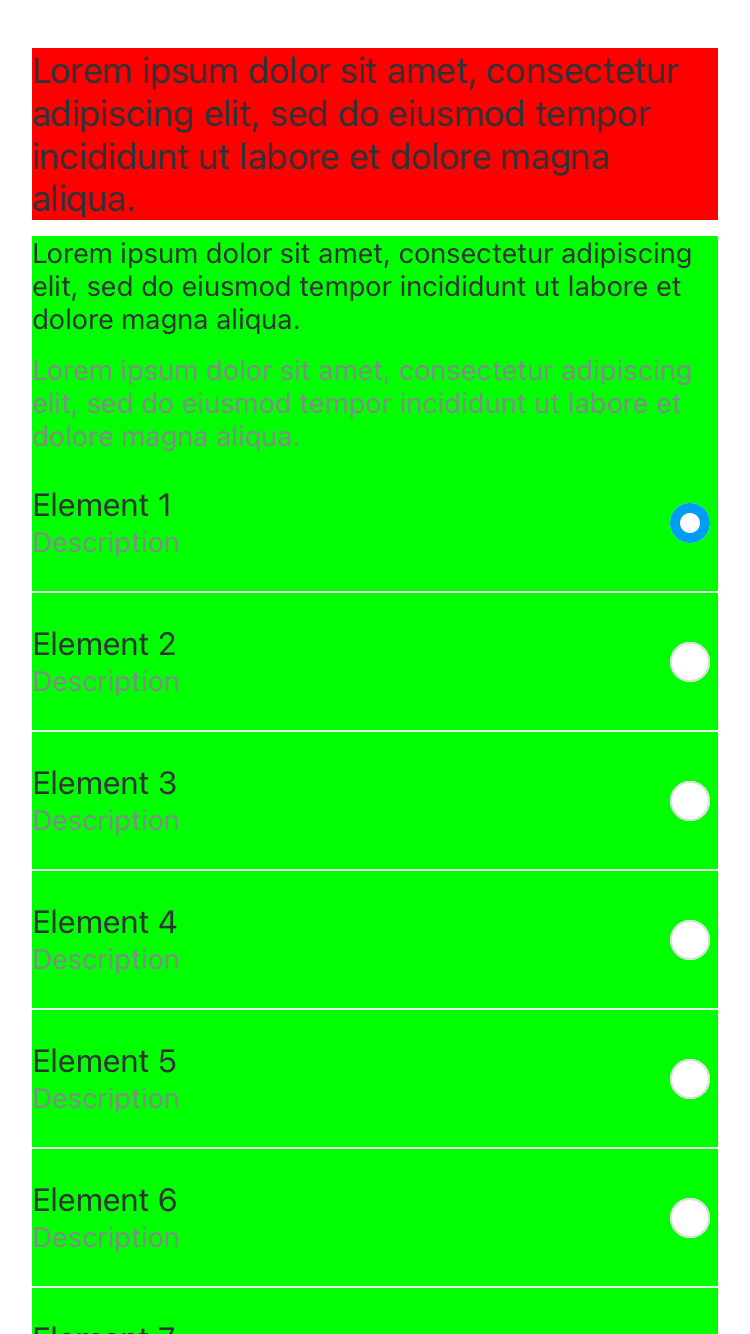 Lorem ipsum dolor sit amet, consectetur
adipiscing elit, sed do eiusmod tempor
incididunt ut labore et dolore magna
aliqua.
Lorem ipsum dolor sit amet, consectetur adipiscing
elit, sed do eiusmod tempor incididunt ut labore et
dolore magna aliqua.
Lorem ipsum dolor sit amet, consectetur adipiscing
elit, sed do eiusmod tempor incididunt ut labore et
dolore magna aliqua.
Element 1
Description
Element 2
Description
Element 3
Description
Element 4
Description
Element 5
Description
Element 6
Description
Element 7